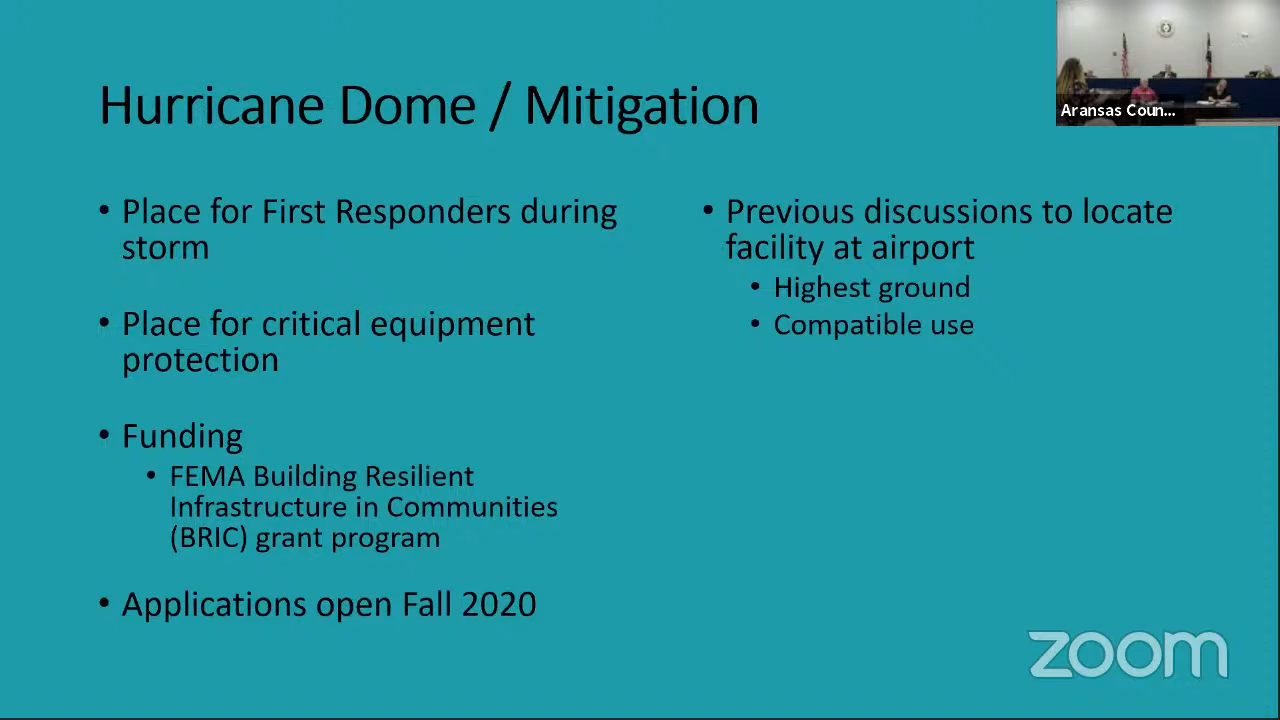 Hurricane Dome / Mitigation
Aransas Coun...
• Place for First Responders during
storm
• Place for critical equipment
protection
• Funding
• FEMA Building Resilient
Infrastructure in Communities
(BRIC) grant program
• Applications open Fall 2020
• Previous discussions to locate
facility at airport
• Highest ground
• Compatible use
zoom